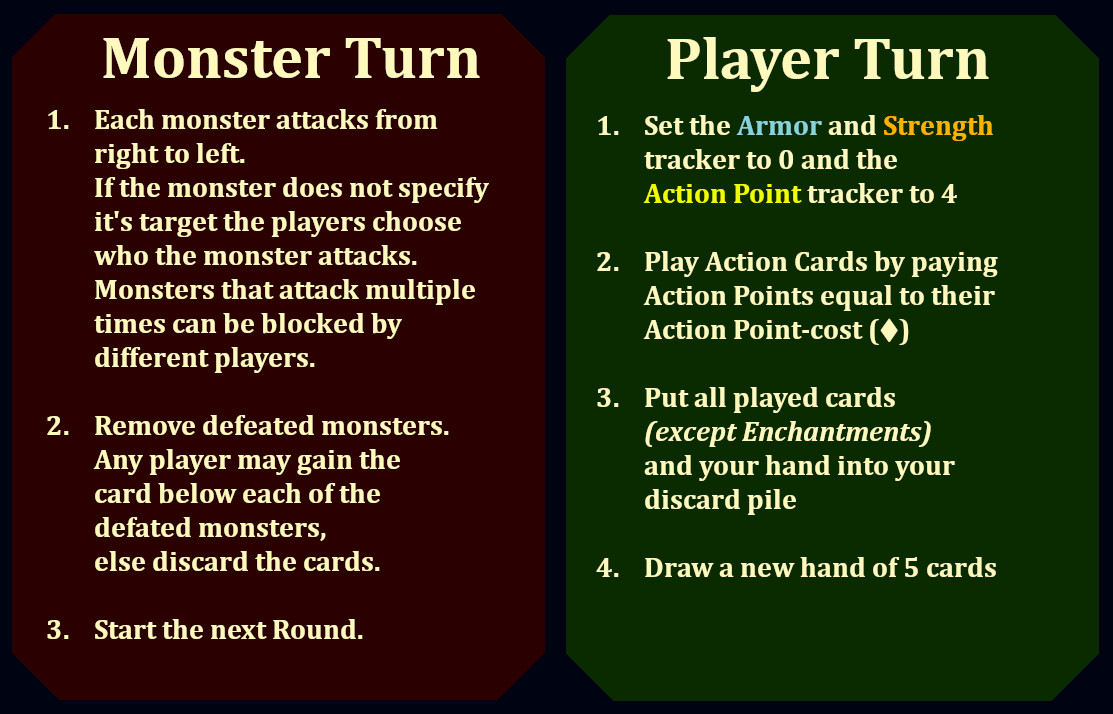 Monster Turn
1. Each monster attacks from
right to left.
If the monster does not specify
it's target the players choose
who the monster attacks.
Monsters that attack multiple
times can be blocked by
different players.
2. Remove defeated monsters.
Any player may gain the
card below each of the
defated monsters,
else discard the cards.
3. Start the next Round.
Player Turn
1. Set the Armor and Strength
tracker to 0 and the
Action Point tracker to 4
2. Play Action Cards by paying
Action Points equal to their
Action Point-cost (♦)
3. Put all played cards
(except Enchantments)
and your hand into your
discard pile
4. Draw a new hand of 5 cards